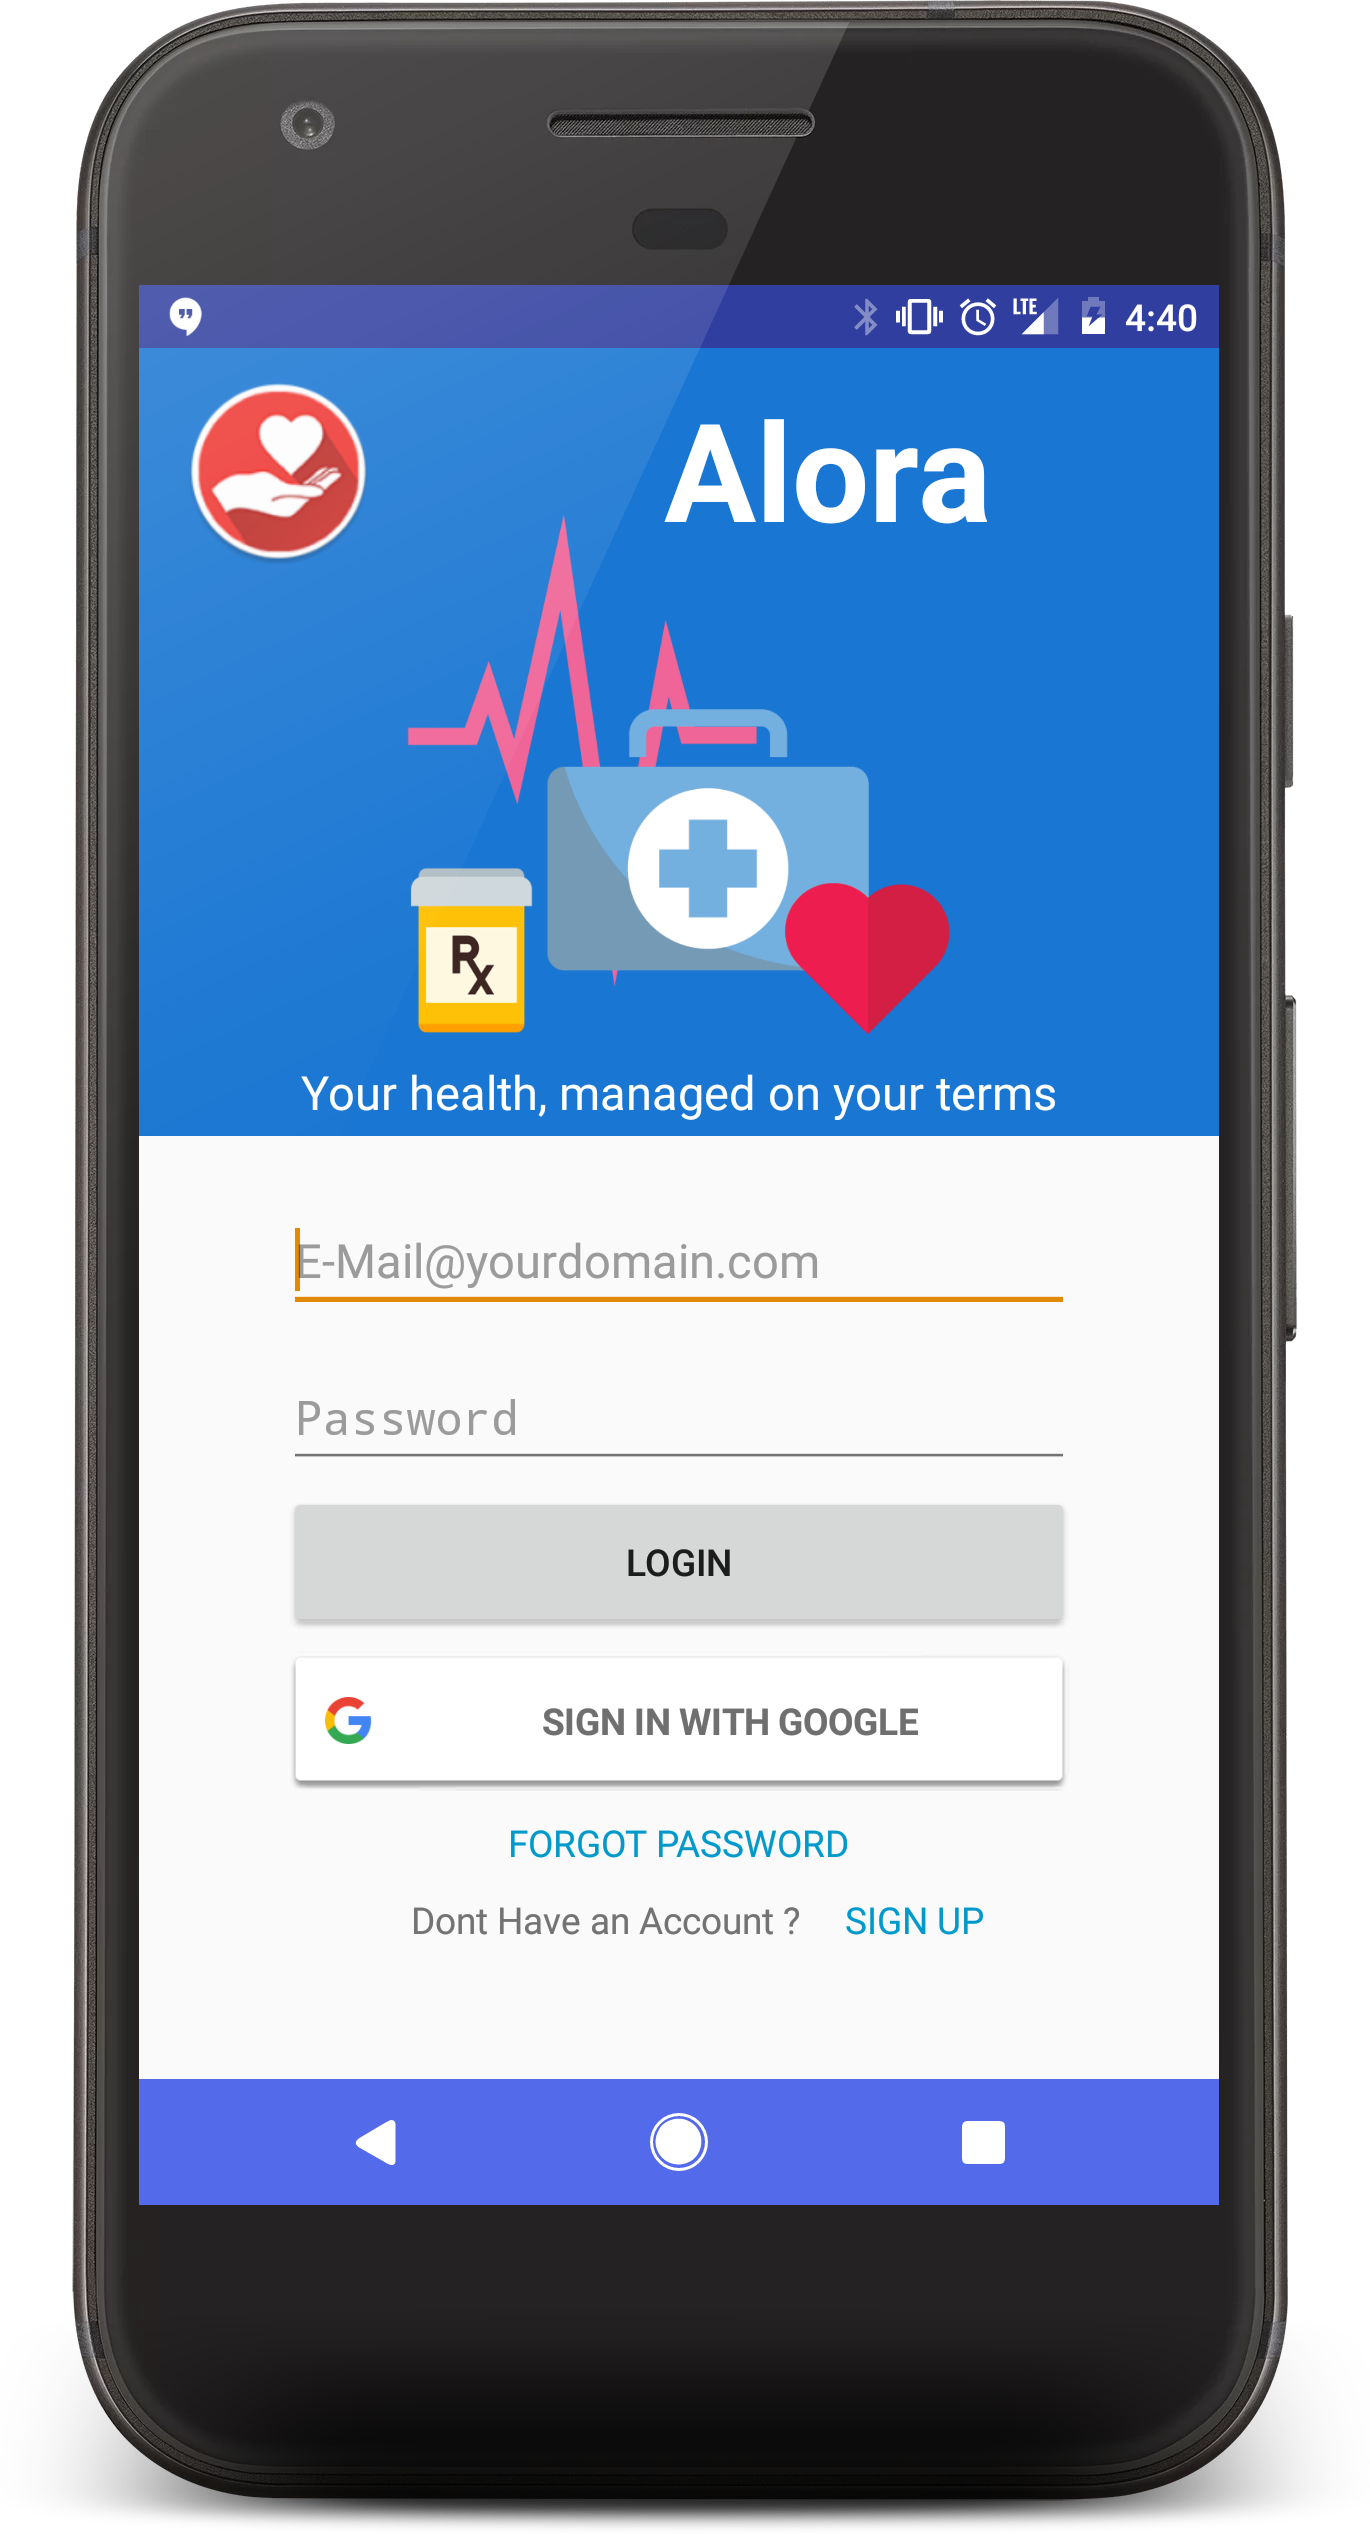 LTE 4:40
Alora
Rx
Your health, managed on your terms
E-Mail@yourdomain.com
Password
LOGIN
G SIGN IN WITH GOOGLE
FORGOT PASSWORD
Dont Have an Account ? SIGN UP